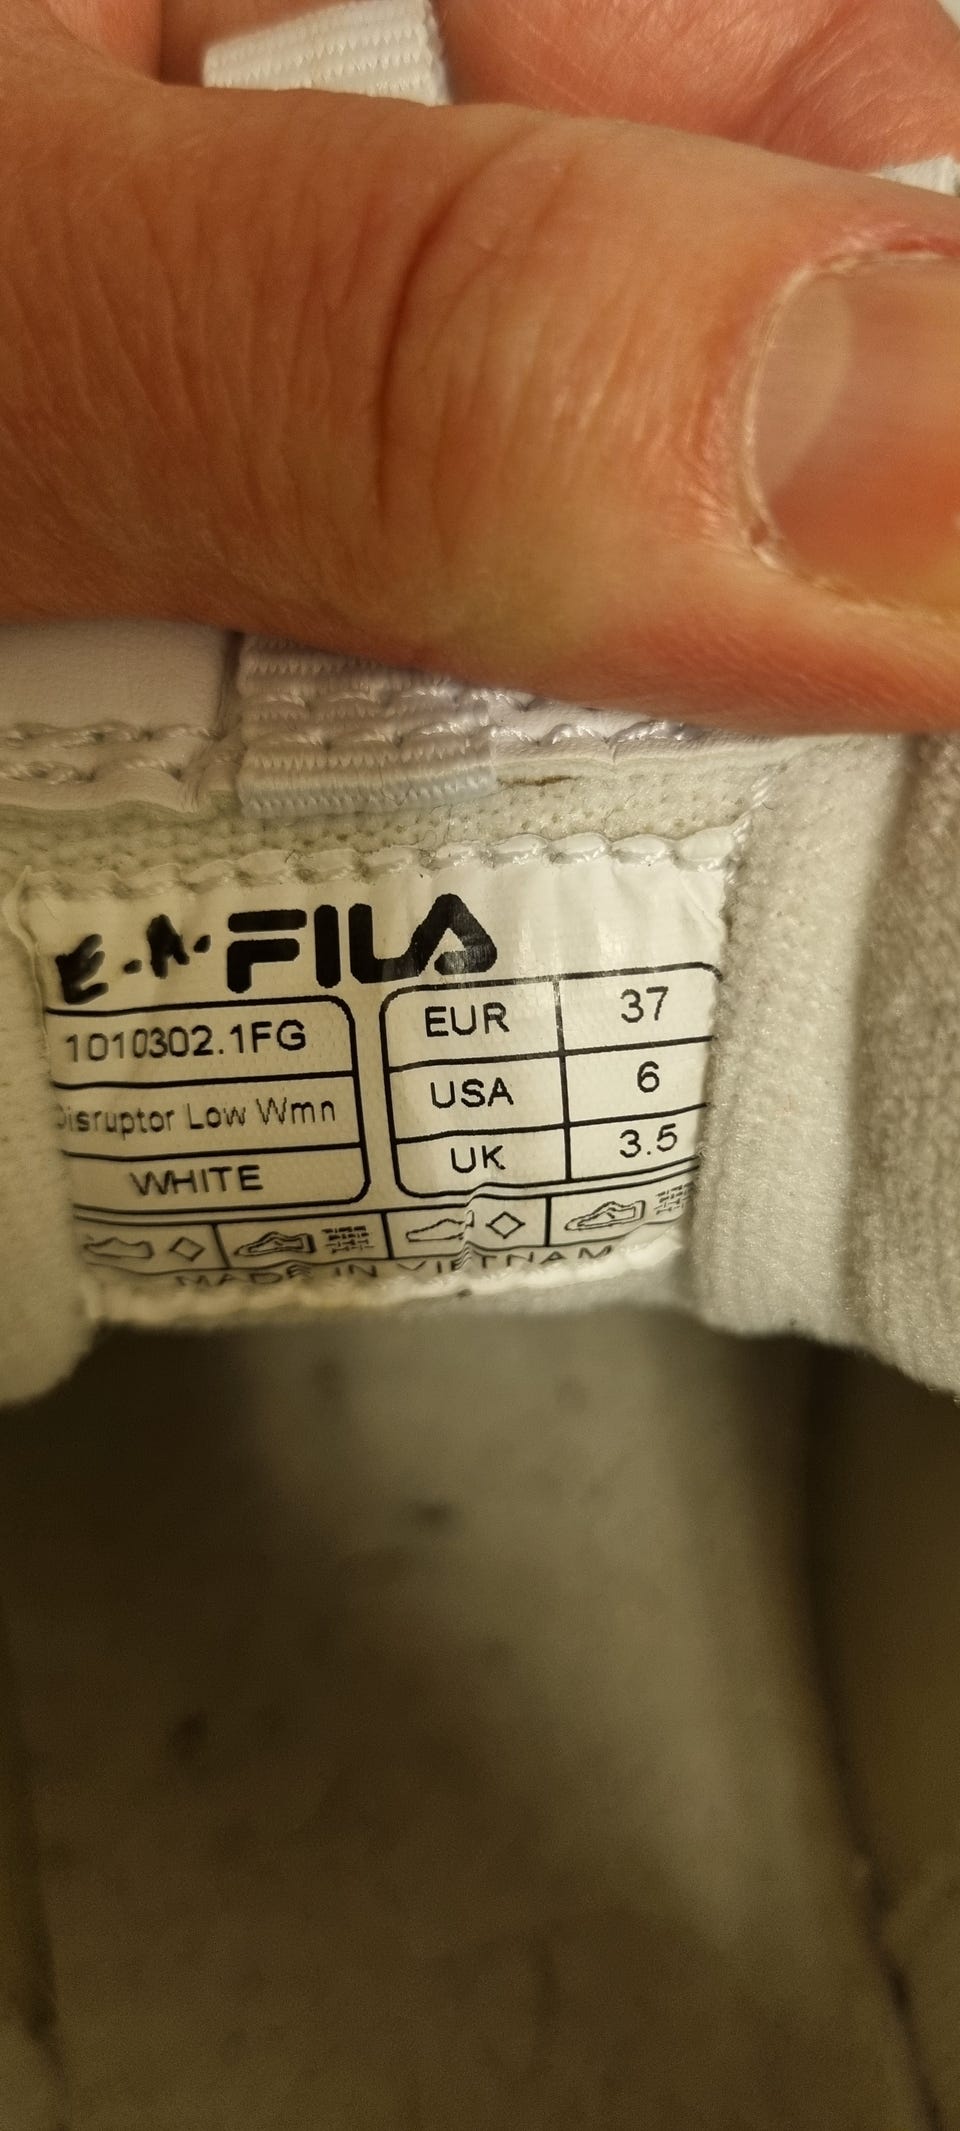 E.A. FILA
1010302.1FG
Disruptor Low Wmn
WHITE
EUR 37
USA 6
UK 3.5
MADE IN VIETNAM